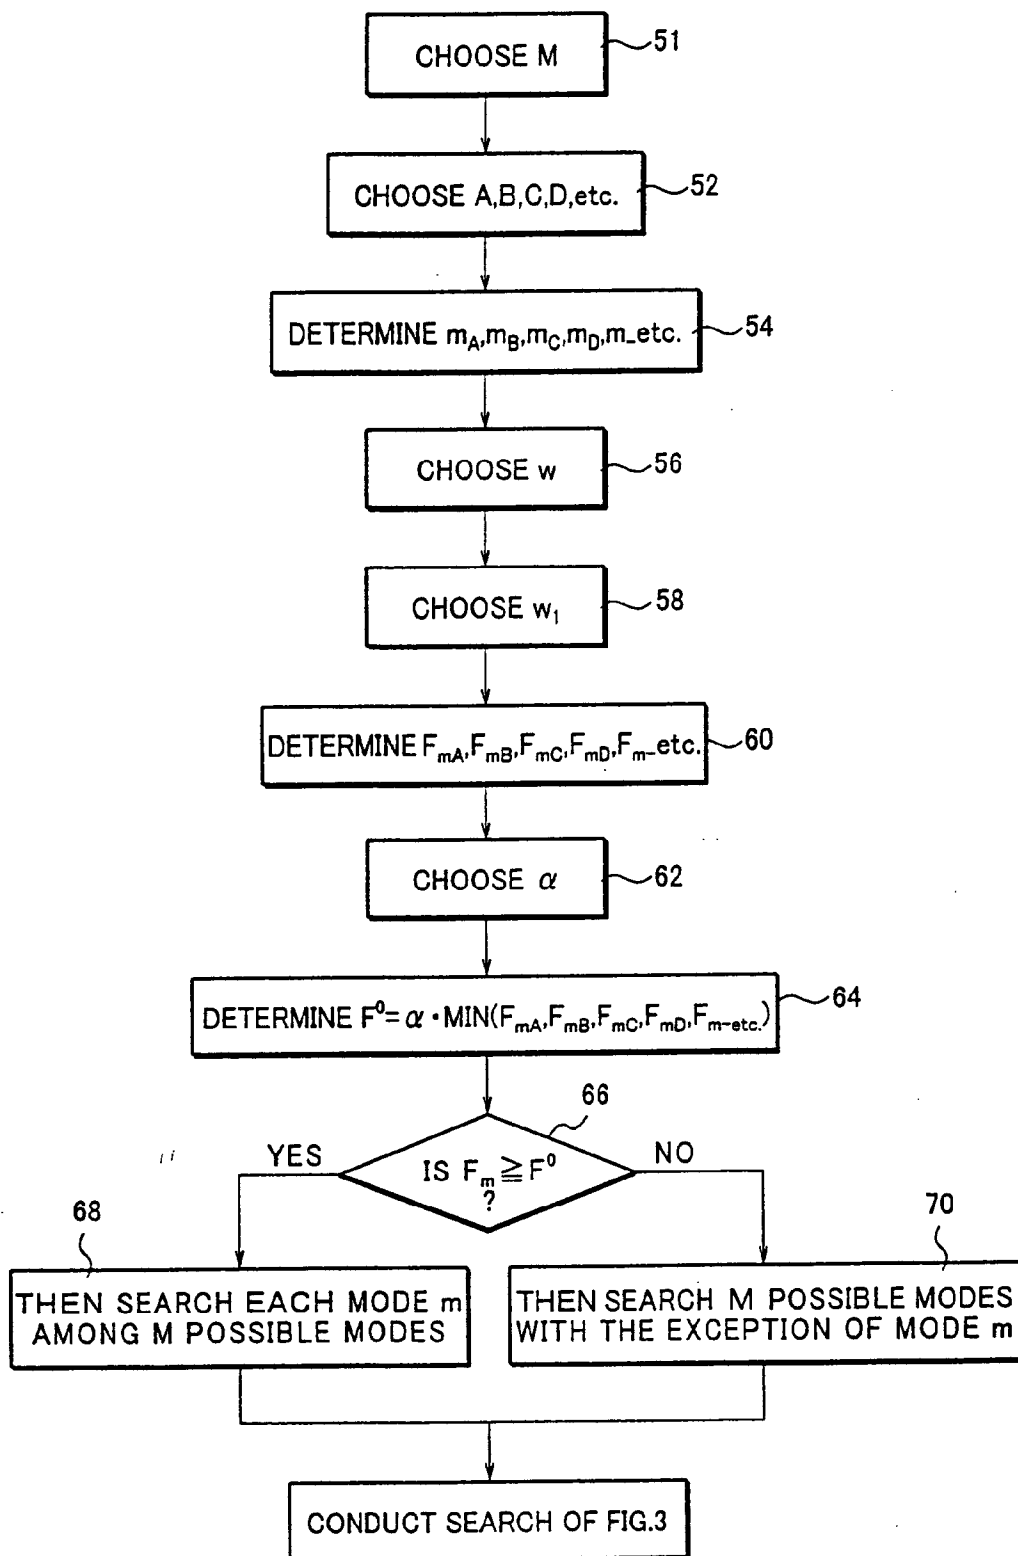 CHOOSE M
51
CHOOSE A,B,C,D,etc.
52
DETERMINE mA,mB,mC,mD,m_etc.
54
CHOOSE w
56
CHOOSE w1
58
DETERMINE FmA,FmB,FmC,FmD,Fm-etc.
60
CHOOSE α
62
DETERMINE F⁰=α・MIN(FmA,FmB,FmC,FmD,Fm-etc.)
64
66
YES
IS Fm≧F⁰
?
NO
68
THEN SEARCH EACH MODE m
AMONG M POSSIBLE MODES
70
THEN SEARCH M POSSIBLE MODES
WITH THE EXCEPTION OF MODE m
CONDUCT SEARCH OF FIG.3